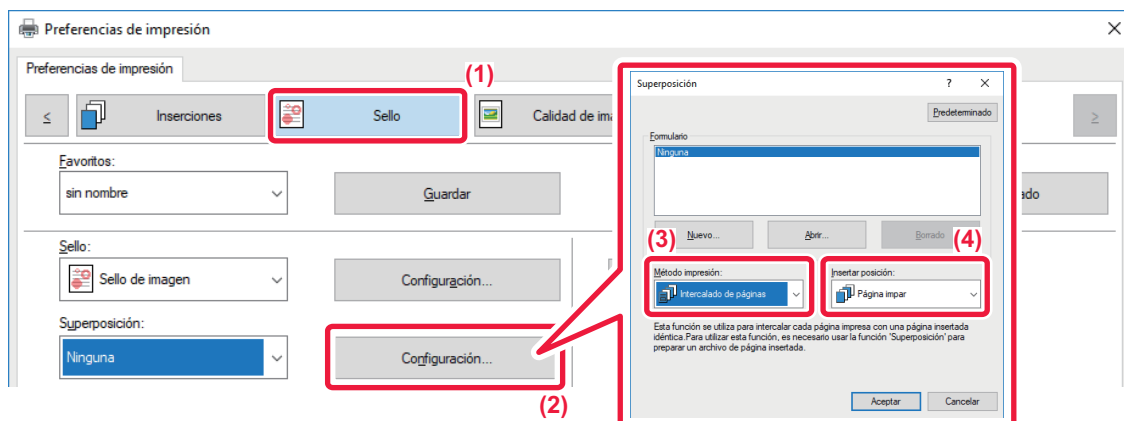 Preferencias de impresión
Preferencias de impresión
(1)
<
Inserciones
Sello
Calidad de im
>
Favoritos:
sin nombre
Guardar
ado
Sello:
Sello de imagen
Configuración...
Superposición:
Ninguna
Configuración...
(2)
Superposición
? X
Predeterminado
Formulario
Ninguna
Nuevo...
Abrir...
Borrado
(3)
(4)
Método impresión:
Insertar posición:
Intercalado de páginas
Página impar
Esta función se utiliza para intercalar cada página impresa con una página insertada
idéntica.Para utilizar esta función, es necesario usar la función 'Superposición' para
preparar un archivo de página insertada.
Aceptar
Cancelar